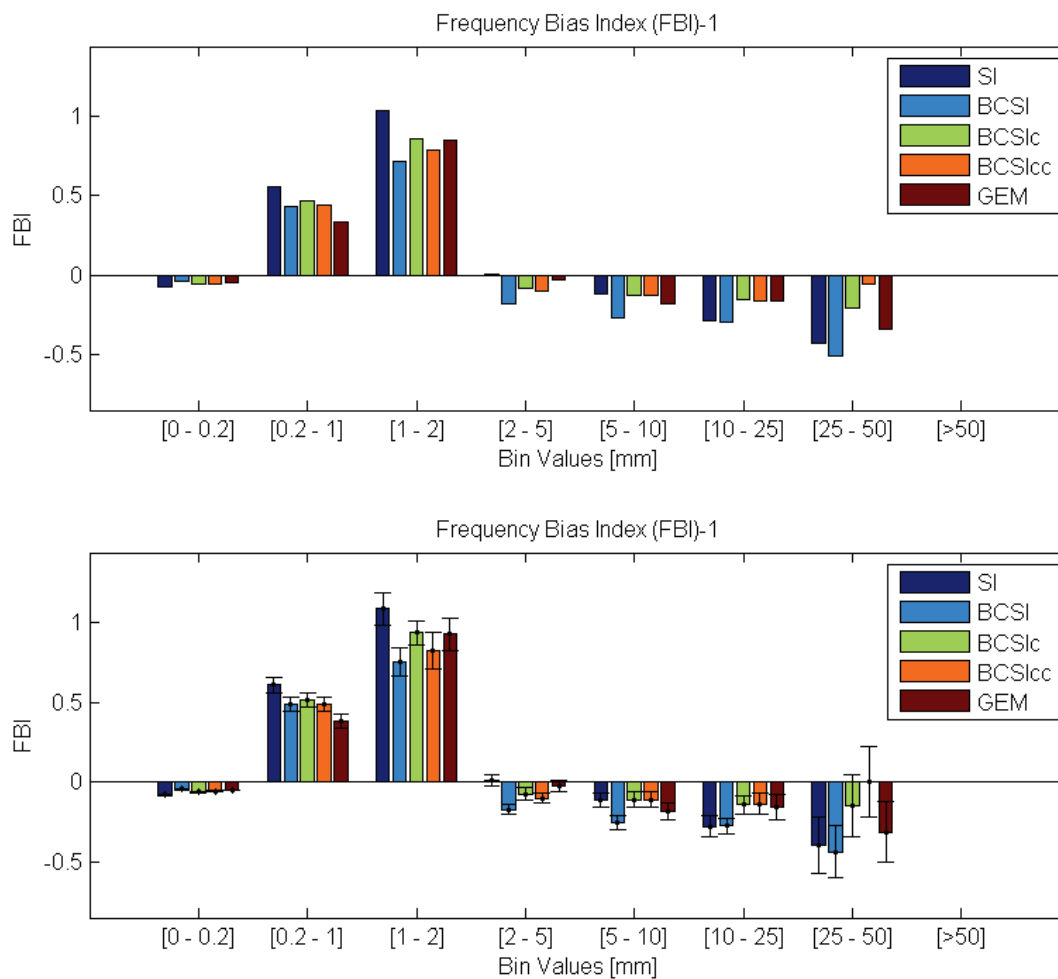 Frequency Bias Index (FBI)-1
SI
BCSI
BCSIc
BCSIcc
GEM
1
0.5
0
-0.5
FBI
[0 - 0.2] [0.2 - 1] [1 - 2] [2 - 5] [5 - 10] [10 - 25] [25 - 50] [>50]
Bin Values [mm]
Frequency Bias Index (FBI)-1
SI
BCSI
BCSIc
BCSIcc
GEM
1
0.5
0
-0.5
FBI
[0 - 0.2] [0.2 - 1] [1 - 2] [2 - 5] [5 - 10] [10 - 25] [25 - 50] [>50]
Bin Values [mm]